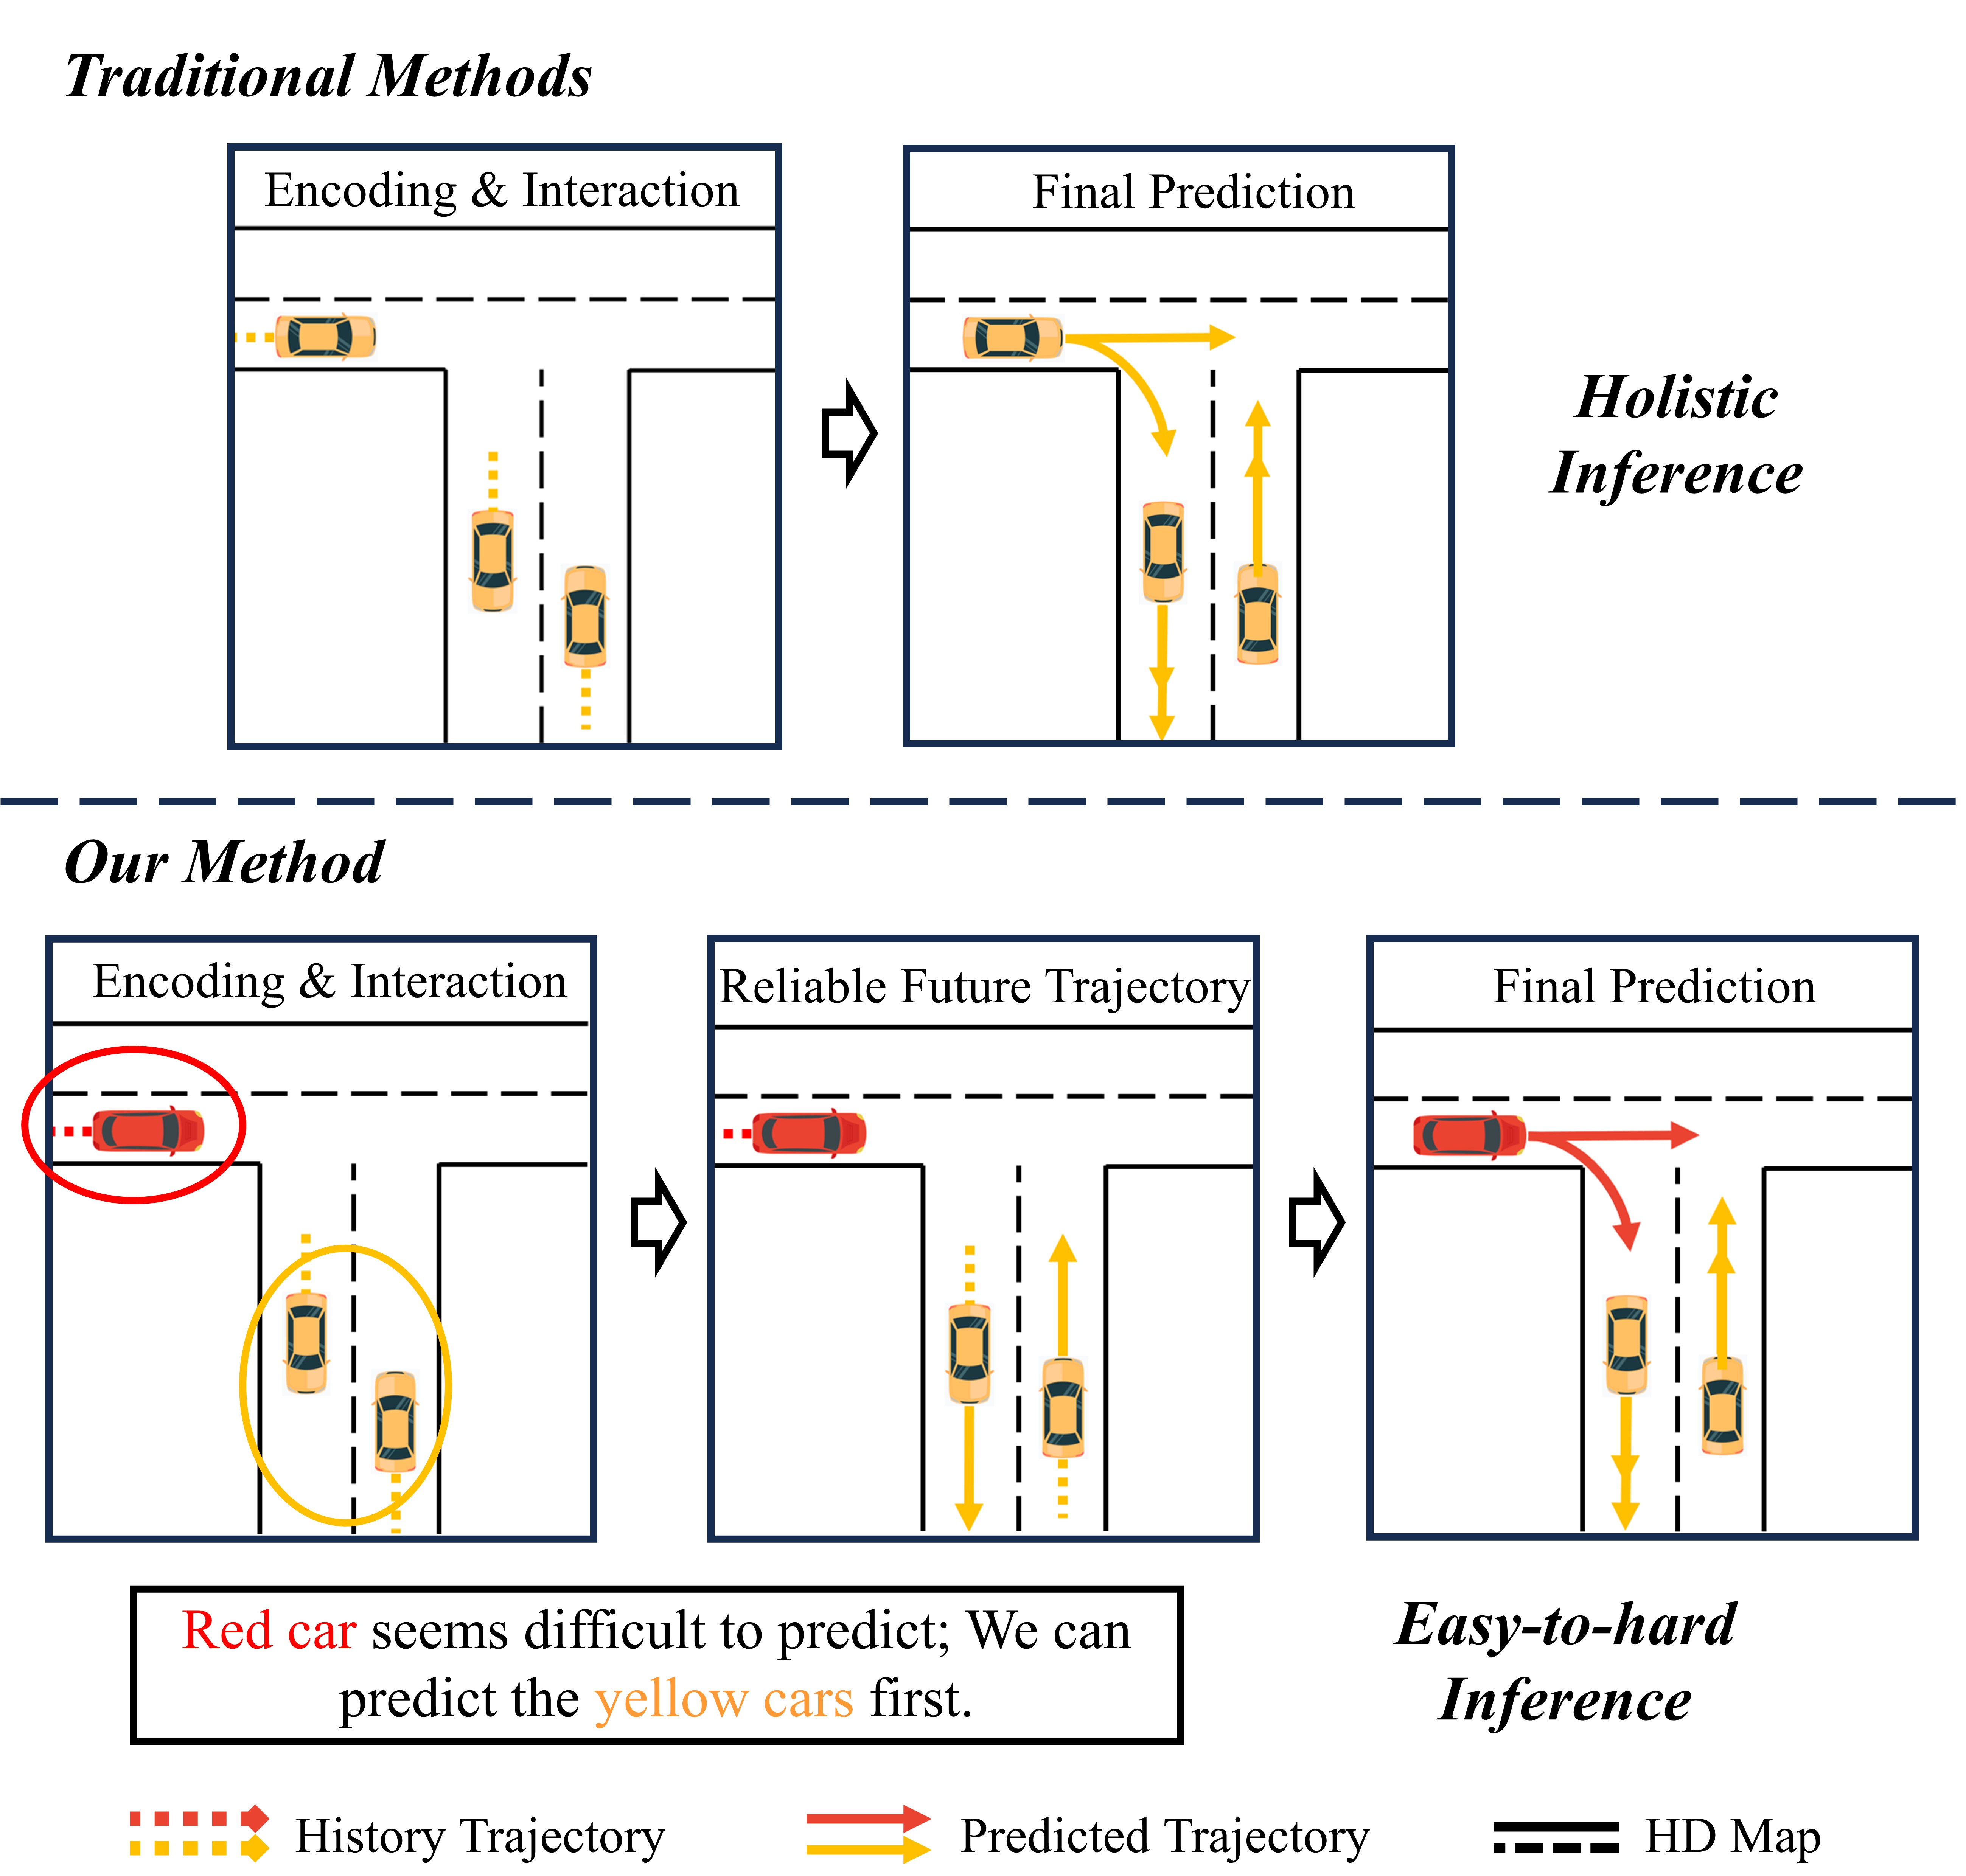 Traditional Methods
Encoding & Interaction
Final Prediction
Holistic
Inference
Our Method
Encoding & Interaction
Reliable Future Trajectory
Final Prediction
Red car seems difficult to predict; We can
predict the yellow cars first.
Easy-to-hard
Inference
History Trajectory
Predicted Trajectory
HD Map